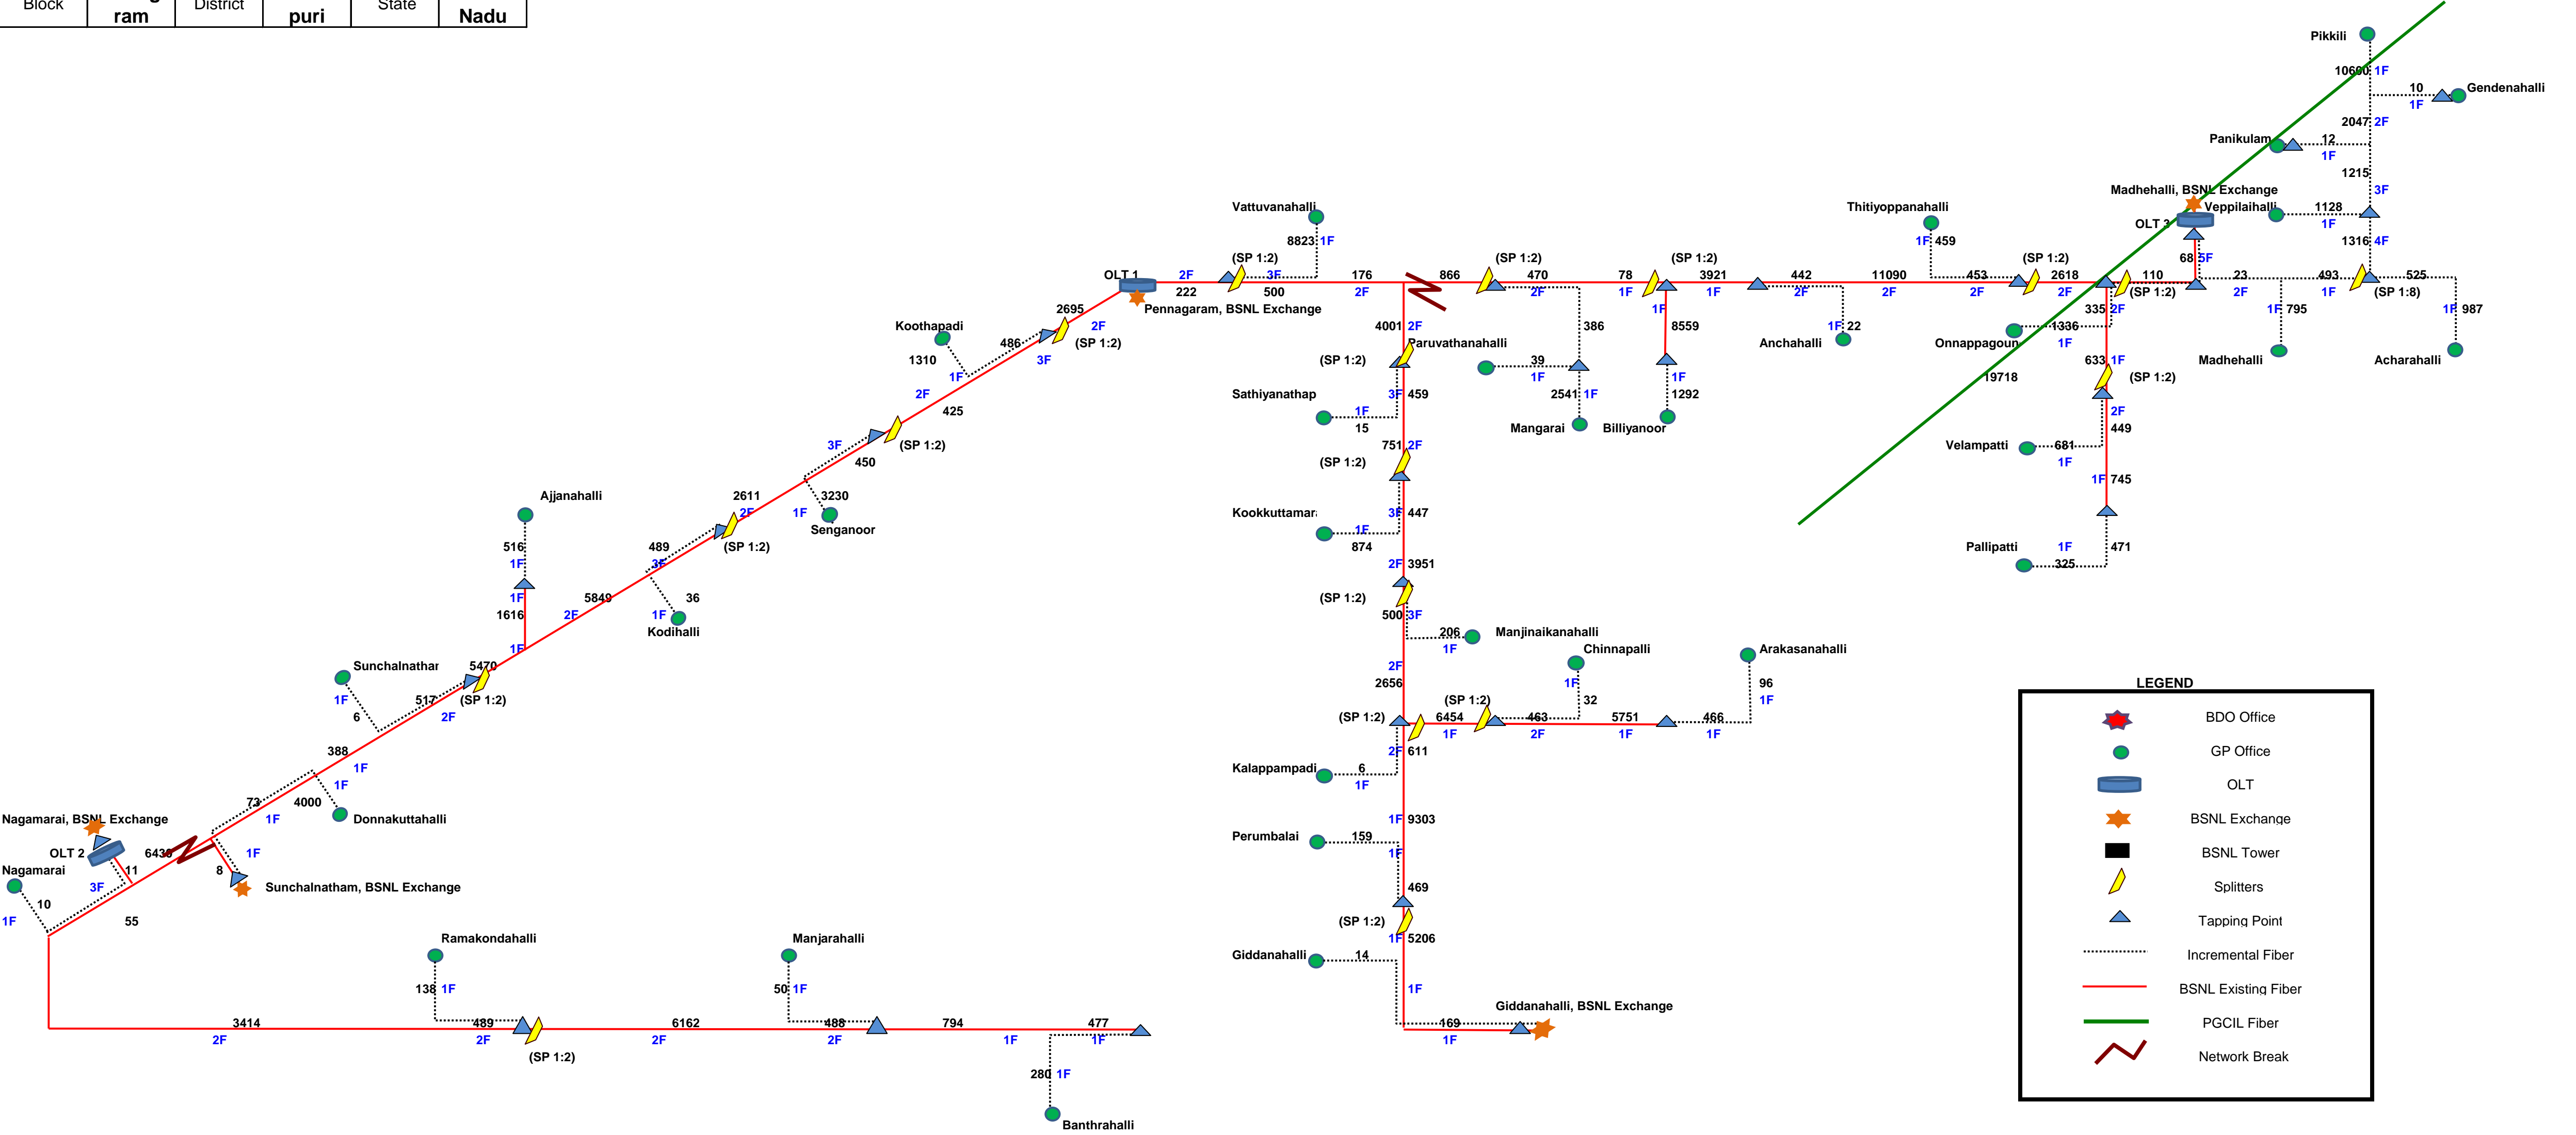 Block
ram
District
puri
State
Nadu
Pikkili
10600 1F
10
1F
Gendenahalli
2047 2F
Panikulam
12
1F
1215
3F
Madhehalli, BSNL Exchange
Veppilaihalli
1128
1F
OLT 3
1316 4F
68 5F
Vattuvanahalli
8823 1F
Thitiyoppanahalli
1F 459
OLT 1
2F
222
(SP 1:2)
3F
500
176
2F
866
(SP 1:2)
470
2F
78
1F
(SP 1:2)
3921
1F
442
2F
11090
2F
453
2F
(SP 1:2)
2618
2F
110
(SP 1:2)
23
2F
493
1F
525
(SP 1:8)
Pennagaram, BSNL Exchange
2695
2F
(SP 1:2)
Koothapadi
1310
1F
486
3F
4001 2F
(SP 1:2)
Paruvathanahalli
39
1F
386
2541 1F
Mangarai
1F
8559
1F
1292
Billiyanoor
1F 22
Anchahalli
335 2F
1336
1F
Onnappagoun
19718
1F 795
Madhehalli
1F 987
Acharahalli
633 1F
(SP 1:2)
2F
425
Sathiyanathap
1F
15
3F 459
2F
449
Velampatti
681
1F
3F
450
(SP 1:2)
751 2F
(SP 1:2)
1F 745
Ajjanahalli
2611
2F
3230
1F
Senganoor
Kookkuttamar
1F
874
3F 447
Pallipatti
1F
325
471
516
1F
489
3F
(SP 1:2)
2F 3951
(SP 1:2)
1F
1616
5849
2F
36
1F
Kodihalli
500 3F
206
1F
Manjinaikanahalli
1F
Sunchalnathar
5470
(SP 1:2)
1F
6
517
2F
2F
2656
Chinnapalli
1F
32
Arakasanahalli
96
1F
(SP 1:2)
6454
1F
(SP 1:2)
463
2F
5751
1F
466
1F
388
1F
2F 611
Kalappampadi
6
1F
1F
73
1F
4000
Donnakuttahalli
1F 9303
Nagamarai, BSNL Exchange
OLT 2
8
1F
Sunchalnatham, BSNL Exchange
Perumbalai
159
1F
Nagamarai
11
3F
10
1F
55
469
(SP 1:2)
1F 5206
Ramakondahalli
138 1F
Manjarahalli
50 1F
Giddanahalli
14
1F
Giddanahalli, BSNL Exchange
169
1F
3414
2F
489
2F
(SP 1:2)
6162
2F
488
2F
794
1F
477
1F
280 1F
Banthrahalli
LEGEND
BDO Office
GP Office
OLT
BSNL Exchange
BSNL Tower
Splitters
Tapping Point
Incremental Fiber
BSNL Existing Fiber
PGCIL Fiber
Network Break